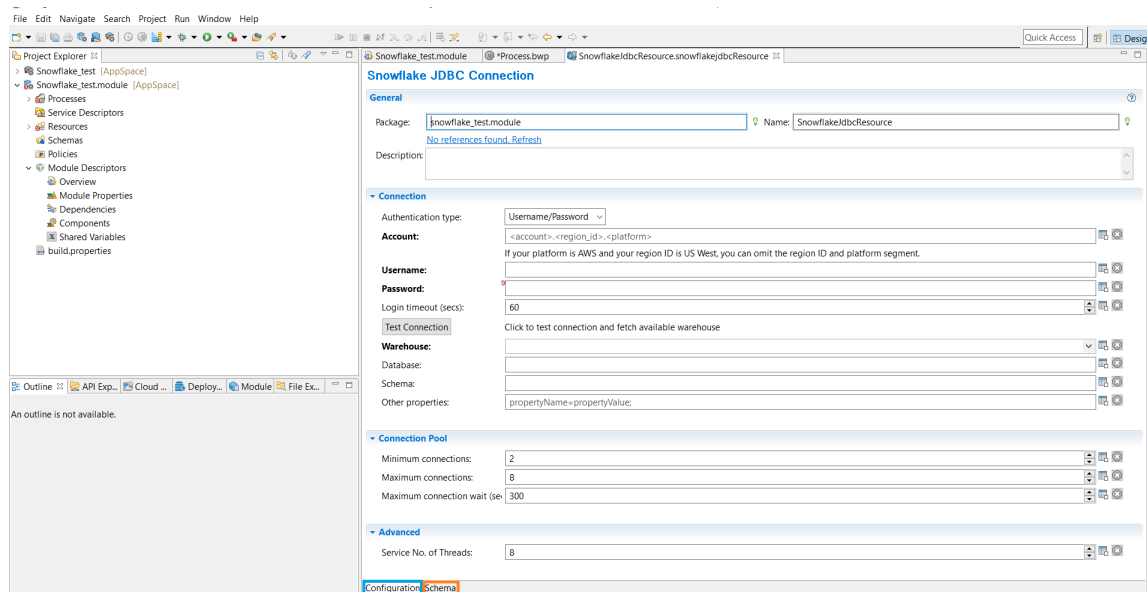 File Edit Navigate Search Project Run Window Help
Quick Access
Desig
Project Explorer
Snowflake_test [AppSpace]
Snowflake_test.module [AppSpace]
Processes
Service Descriptors
Resources
Schemas
Policies
Module Descriptors
Overview
Module Properties
Dependencies
Components
Shared Variables
build.properties
Outline API Exp... Cloud ... Deploy... Module File Ex...
An outline is not available.
Snowflake_test.module *Process.bwp SnowflakeJdbcResource.snowflakejdbcResource
Snowflake JDBC Connection
General
Package: snowflake_test.module Name: SnowflakeJdbcResource
No references found. Refresh
Description:
Connection
Authentication type: Username/Password
Account: <account>.<region_id>.<platform>
If your platform is AWS and your region ID is US West, you can omit the region ID and platform segment.
Username:
Password:
Login timeout (secs): 60
Test Connection Click to test connection and fetch available warehouse
Warehouse:
Database:
Schema:
Other properties: propertyName=propertyValue;
Connection Pool
Minimum connections: 2
Maximum connections: 8
Maximum connection wait (se 300
Advanced
Service No. of Threads: 8
Configuration Schema